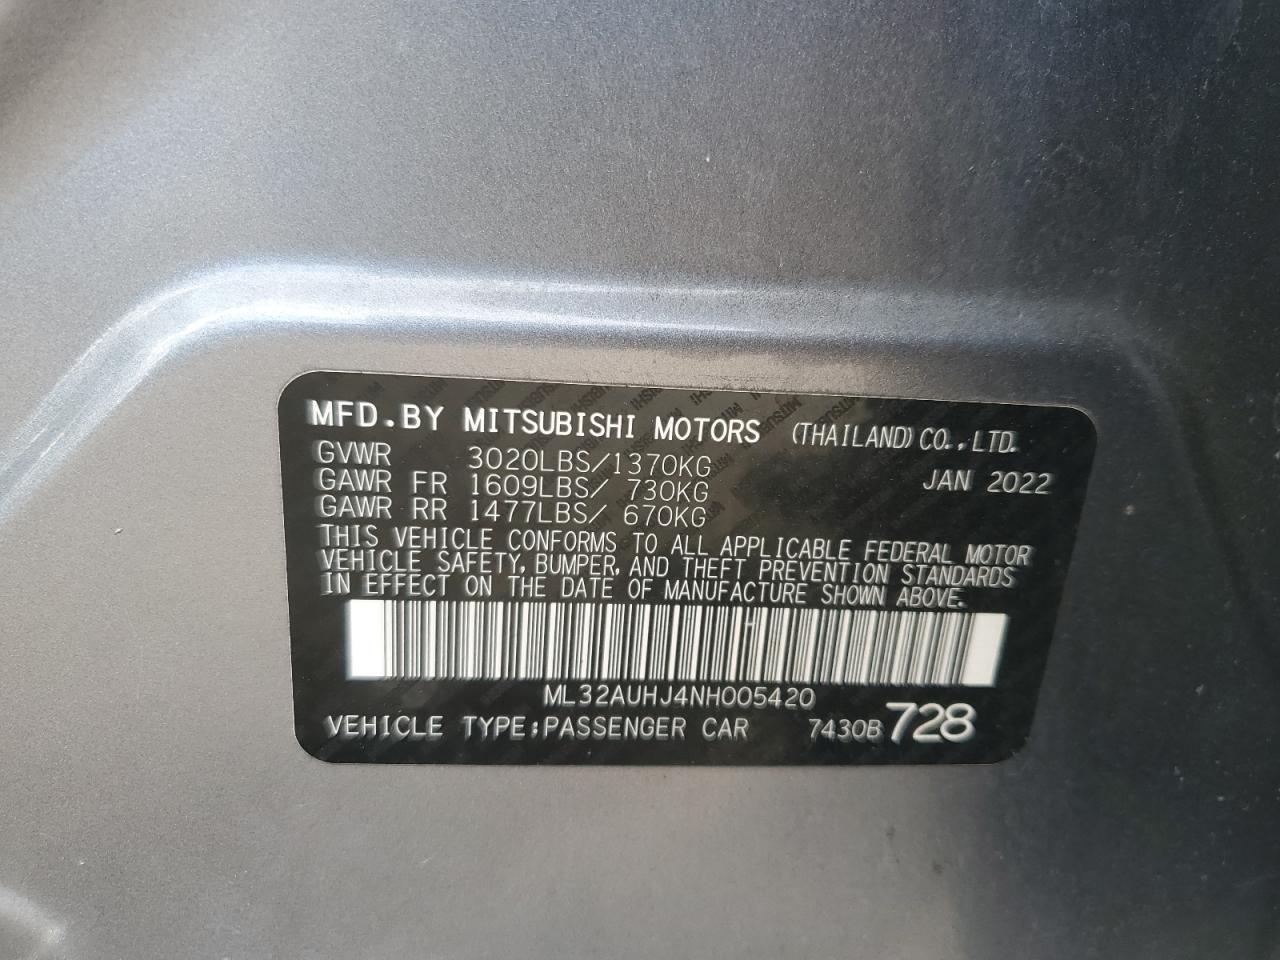 MFD.BY MITSUBISHI MOTORS (THAILAND) CO.,LTD.
GVWR 3020LBS/1370KG JAN 2022
GAWR FR 1609LBS/ 730KG
GAWR RR 1477LBS/ 670KG
THIS VEHICLE CONFORMS TO ALL APPLICABLE FEDERAL MOTOR
VEHICLE SAFETY, BUMPER, AND THEFT PREVENTION STANDARDS
IN EFFECT ON THE DATE OF MANUFACTURE SHOWN ABOVE.
ML32AUHJ4NH005420
VEHICLE TYPE:PASSENGER CAR 7430B728